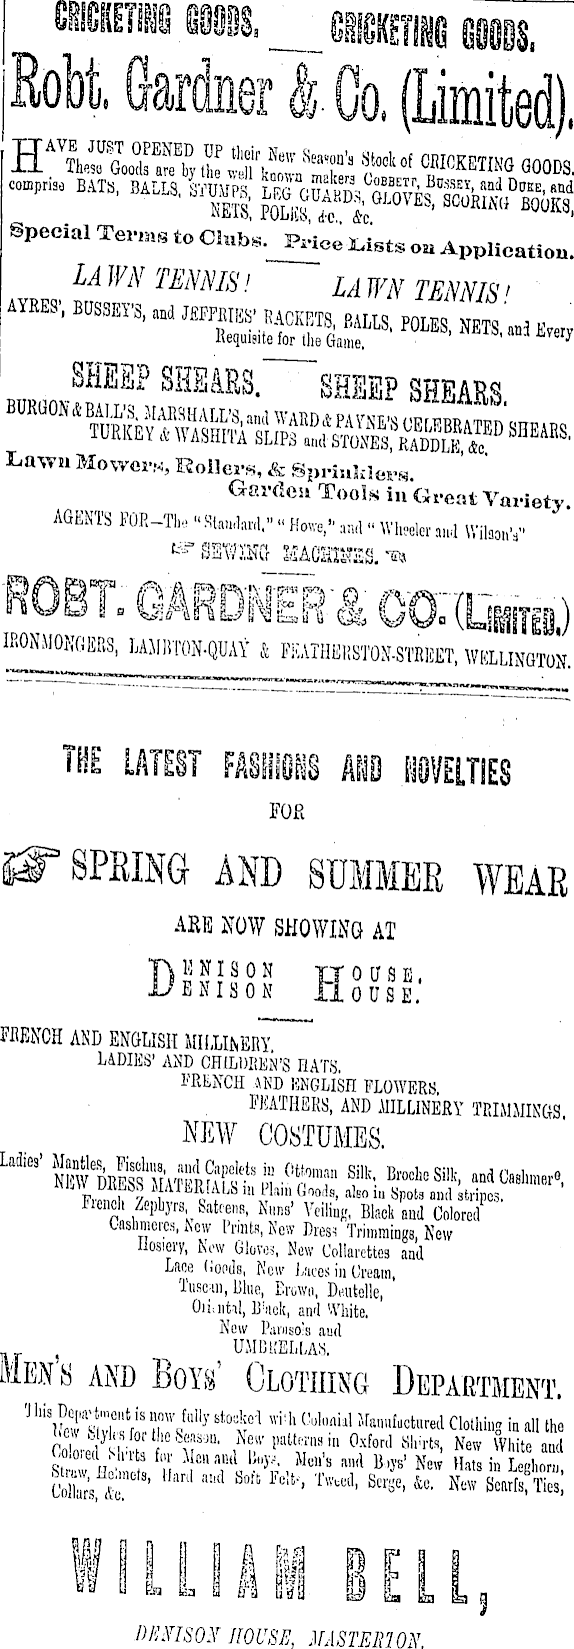 CRICKETING GOODS. CRICKETING GOODS.
Robt. Gardner & Co. (Limited).
HAVE JUST OPENED UP their New Season's Stock of CRICKETING GOODS.
These Goods are by the well known makers COBBETT, BUSSEY, and DUKE, and
comprise BATS, BALLS, STUMPS, LEG GUARDS, GLOVES, SCORING BOOKS,
NETS, POLES, &c., &c.
Special Terms to Clubs. Price Lists on Application.
LAWN TENNIS! LAWN TENNIS!
AYRES', BUSSEY'S, and JEFFRIES' RACKETS, BALLS, POLES, NETS, and Every
Requisite for the Game.
SHEEP SHEARS. SHEEP SHEARS.
BURGON & BALL'S, MARSHALL'S, and WARD & PAYNE'S CELEBRATED SHEARS.
TURKEY & WASHITA SLIPS and STONES, RADDLE, &c.
Lawn Mowers, Rollers, & Sprinklers.
Garden Tools in Great Variety.
AGENTS FOR—The "Standard," "Howe," and "Wheeler and Wilson's"
SEWING MACHINES.
ROBT. GARDNER & CO. (LIMITED,)
IRONMONGERS, LAMBTON-QUAY & FEATHERSTON-STREET, WELLINGTON.
THE LATEST FASHIONS AND NOVELTIES
FOR
SPRING AND SUMMER WEAR
ARE NOW SHOWING AT
DENISON HOUSE.
DENISON HOUSE.
FRENCH AND ENGLISH MILLINERY.
LADIES' AND CHILDREN'S HATS.
FRENCH AND ENGLISH FLOWERS,
FEATHERS, AND MILLINERY TRIMMINGS.
NEW COSTUMES.
Ladies' Mantles, Fischus, and Capelets in Ottoman Silk, Broche Silk, and Cashmere,
NEW DRESS MATERIALS in Plain Goods, also in Spots and stripes.
French Zephyrs, Sateens, Nuns' Veiling, Black and Colored
Cashmeres, New Prints, New Dress Trimmings, New
Hosiery, New Gloves, New Collarettes and
Lace Goods, New Laces in Cream,
Tuscan, Blue, Brown, Dentelle,
Oriental, Black, and White.
New Parasols and
UMBRELLAS.
MEN'S AND BOYS' CLOTHING DEPARTMENT.
This Department is now fully stocked with Colonial Manufactured Clothing in all the
New Styles for the Season. New patterns in Oxford Shirts, New White and
Colored Shirts for Men and Boys. Men's and Boys' New Hats in Leghorn,
Straw, Helmets, Hard and Soft Felts, Tweed, Serge, &c. New Scarfs, Ties,
Collars, &c.
WILLIAM BELL,
DENISON HOUSE, MASTERTON.